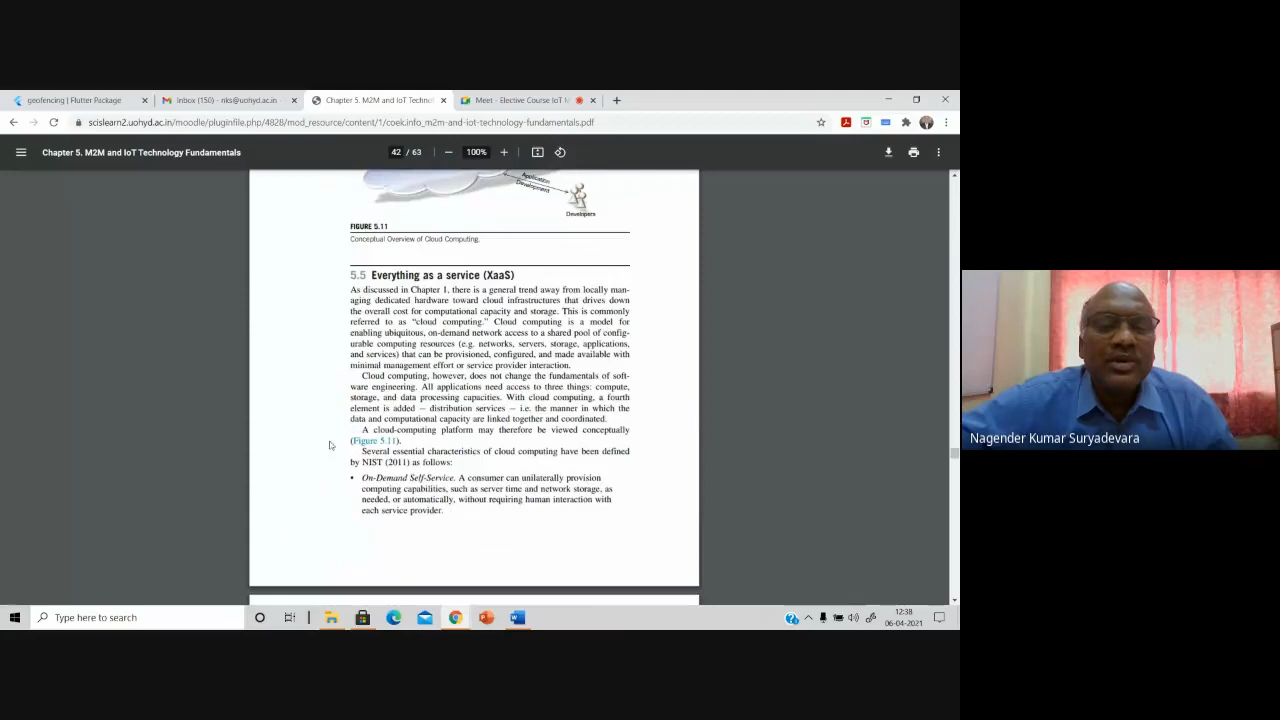 geofencing | Flutter Package
Inbox (150) - nks@uohyd.ac.in
Chapter 5. M2M and IoT Techno
Meet - Elective Course IoT M
scislearn2.uohyd.ac.in/moodle/pluginfile.php/4828/mod_resource/content/1/coek.info_m2m-and-iot-technology-fundamentals.pdf
Chapter 5. M2M and IoT Technology Fundamentals
42 / 63
100%
Application
Development
Developers
FIGURE 5.11
Conceptual Overview of Cloud Computing.
5.5 Everything as a service (XaaS)
As discussed in Chapter 1, there is a general trend away from locally man-
aging dedicated hardware toward cloud infrastructures that drives down
the overall cost for computational capacity and storage. This is commonly
referred to as “cloud computing.” Cloud computing is a model for
enabling ubiquitous, on-demand network access to a shared pool of config-
urable computing resources (e.g. networks, servers, storage, applications,
and services) that can be provisioned, configured, and made available with
minimal management effort or service provider interaction.
Cloud computing, however, does not change the fundamentals of soft-
ware engineering. All applications need access to three things: compute,
storage, and data processing capacities. With cloud computing, a fourth
element is added – distribution services – i.e. the manner in which the
data and computational capacity are linked together and coordinated.
A cloud-computing platform may therefore be viewed conceptually
(Figure 5.11).
Several essential characteristics of cloud computing have been defined
by NIST (2011) as follows:
• On-Demand Self-Service. A consumer can unilaterally provision
computing capabilities, such as server time and network storage, as
needed, or automatically, without requiring human interaction with
each service provider.
Nagender Kumar Suryadevara
Type here to search
12:38
06-04-2021